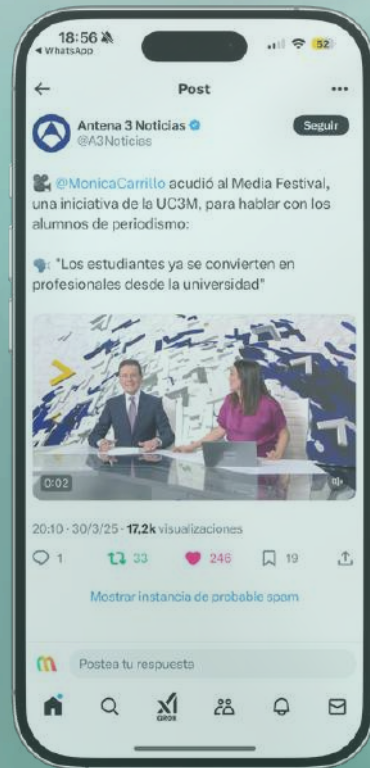 18:56
WhatsApp
52
Post
Antena 3 Noticias
Seguir
@A3Noticias
@MonicaCarrillo acudió al Media Festival,
una iniciativa de la UC3M, para hablar con los
alumnos de periodismo:
"Los estudiantes ya se convierten en
profesionales desde la universidad"
0:02
20:10 · 30/3/25 · 17,2k visualizaciones
1 33 246 19
Mostrar instancia de probable spam
Postea tu respuesta
GROK